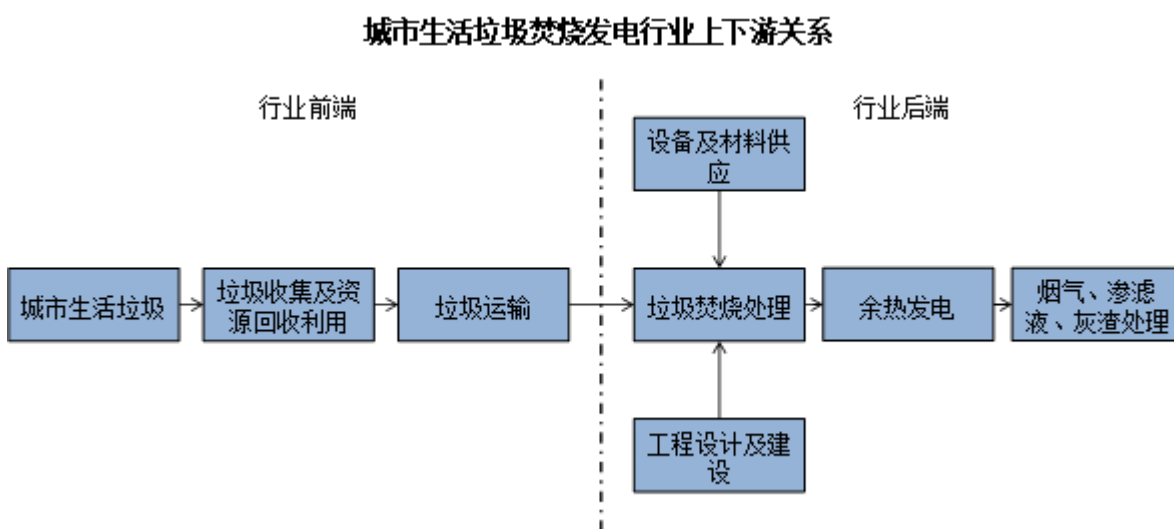 城市生活垃圾焚烧发电行业上下游关系
行业前端
行业后端
设备及材料供
应
城市生活垃圾
垃圾收集及资
源回收利用
垃圾运输
垃圾焚烧处理
余热发电
烟气、渗滤
液、灰渣处理
工程设计及建
设